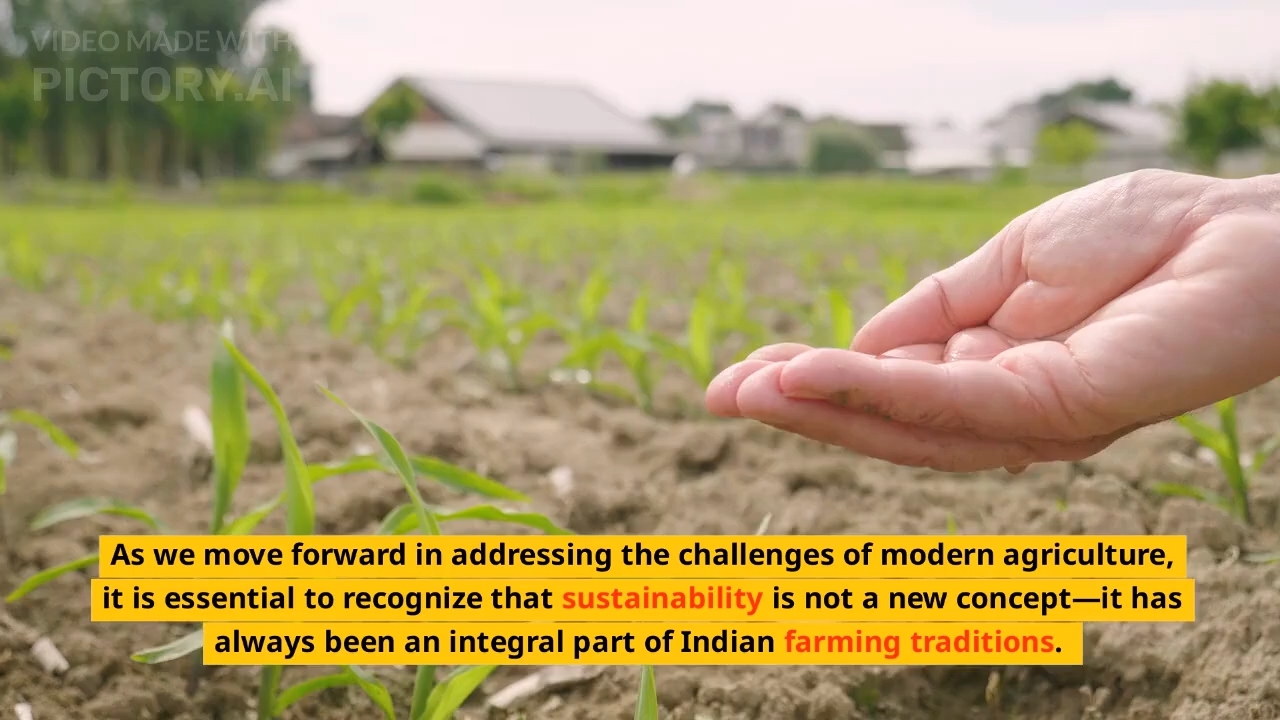 VIDEO MADE WITH
PICTORY.AI
As we move forward in addressing the challenges of modern agriculture,
it is essential to recognize that sustainability is not a new concept—it has
always been an integral part of Indian farming traditions.